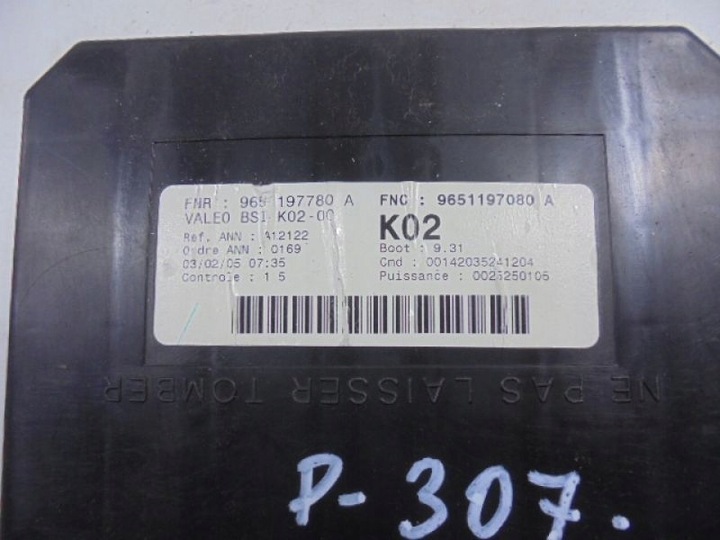 FNR : 965 197780 A
VALEO BSI K02-00
Ref. ANN : A12122
Ordre ANN : 0169
03/02/05 07:35
Controle : 1 5
FNC : 9651197080 A
K02
Boot : 9.31
Cmd : 00142035241204
Puissance : 0025250105
NE PAS LAISSER TOMBER
P-307.